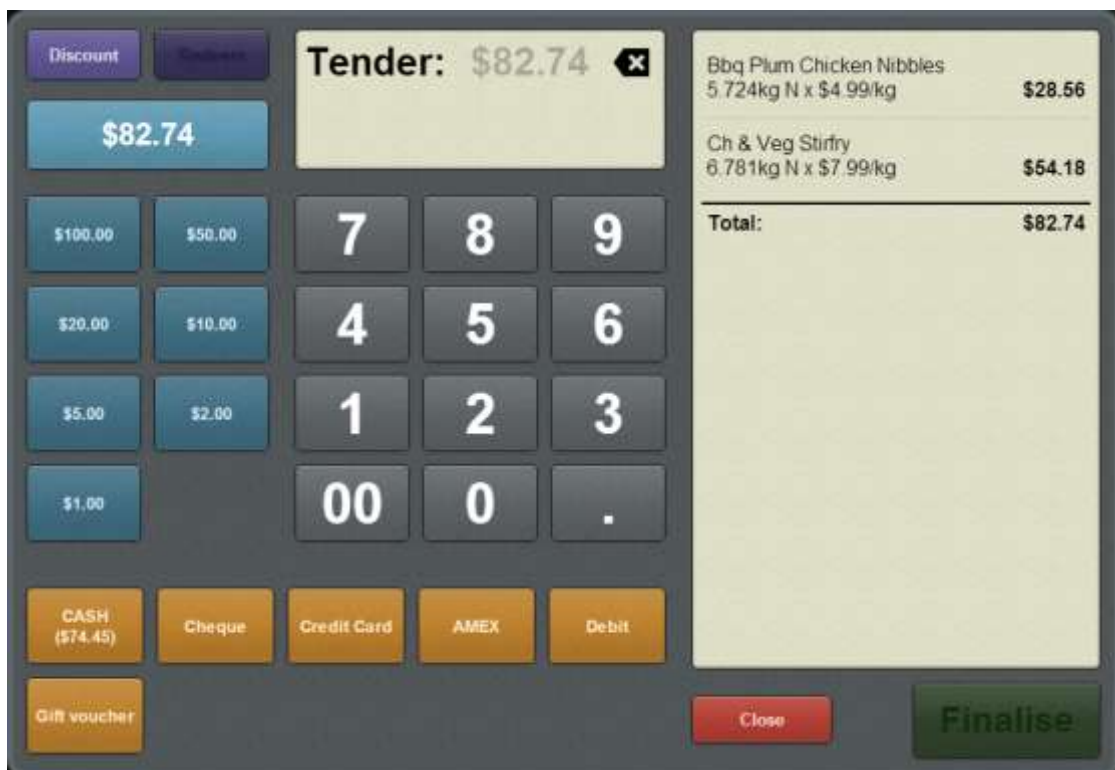 Discount
$82.74
Tender: $82.74
$100.00 $50.00
$20.00 $10.00
$5.00 $2.00
$1.00
7 8 9
4 5 6
1 2 3
00 0 .
CASH
($74.45)
Cheque
Credit Card
AMEX
Debit
Gift voucher
Bbq Plum Chicken Nibbles
5.724kg N x $4.99/kg $28.56
Ch & Veg Stirfry
6.781kg N x $7.99/kg $54.18
Total: $82.74
Close
Finalise